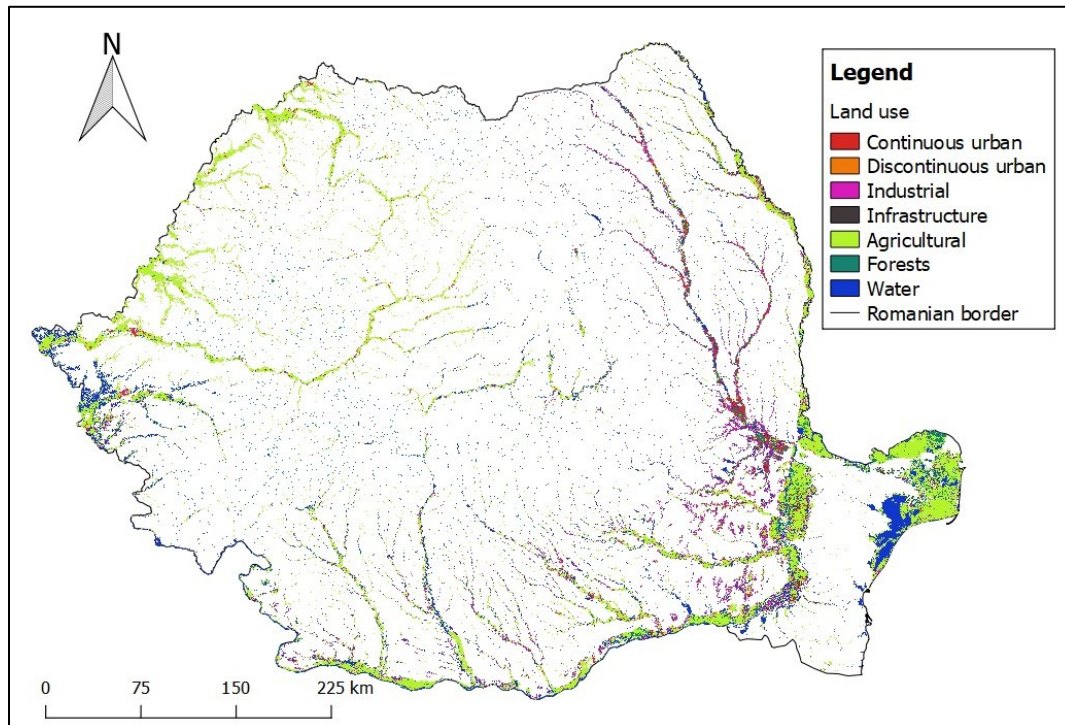 N
Legend
Land use
Continuous urban
Discontinuous urban
Industrial
Infrastructure
Agricultural
Forests
Water
Romanian border
0 75 150 225 km